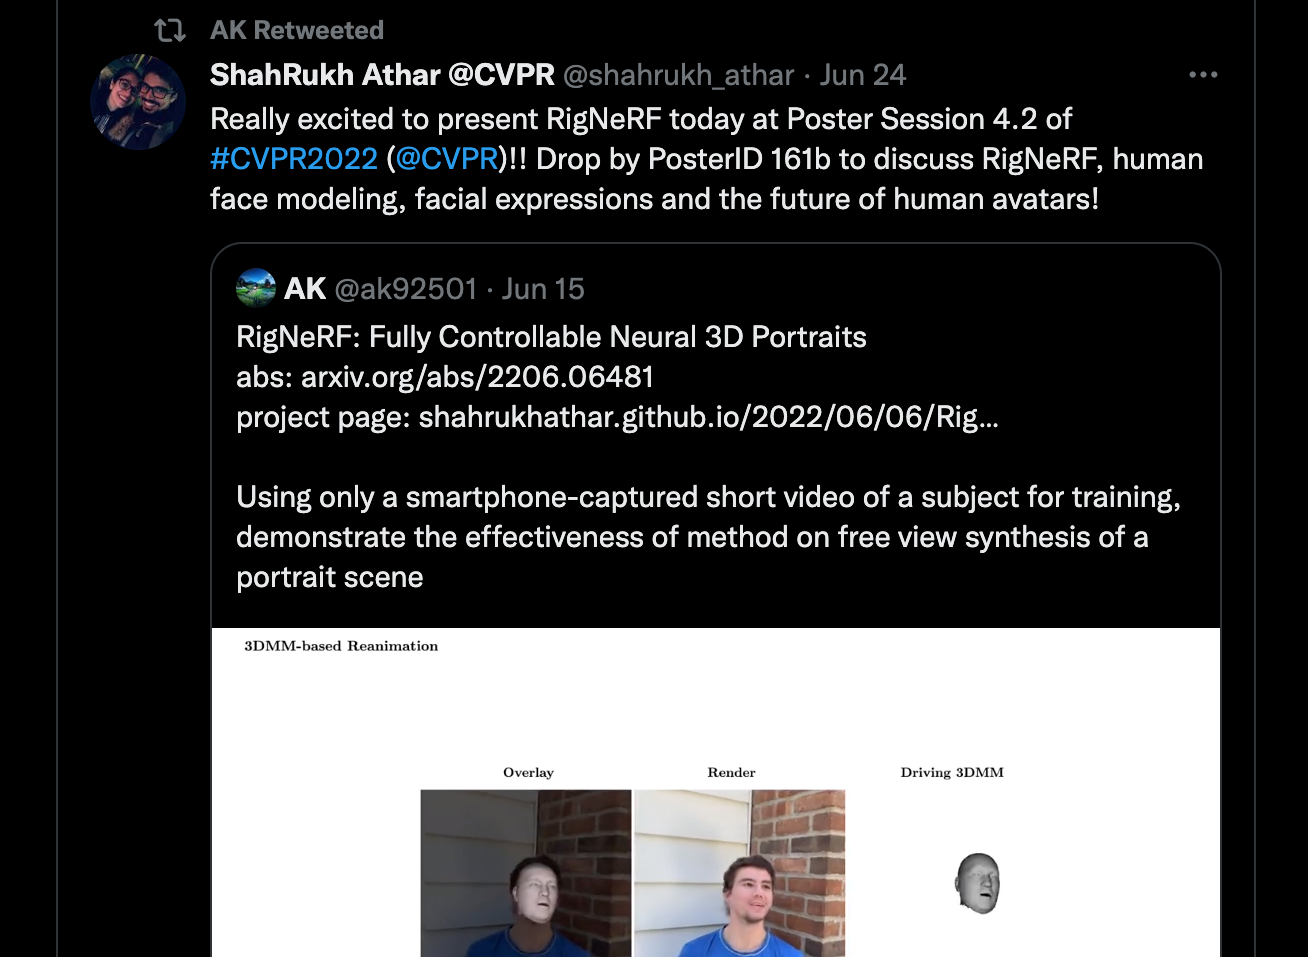 AK Retweeted
ShahRukh Athar @CVPR @shahrukh_athar · Jun 24
Really excited to present RigNeRF today at Poster Session 4.2 of
#CVPR2022 (@CVPR)!! Drop by PosterID 161b to discuss RigNeRF, human
face modeling, facial expressions and the future of human avatars!
AK @ak92501 · Jun 15
RigNeRF: Fully Controllable Neural 3D Portraits
abs: arxiv.org/abs/2206.06481
project page: shahrukhathar.github.io/2022/06/06/Rig…
Using only a smartphone-captured short video of a subject for training,
demonstrate the effectiveness of method on free view synthesis of a
portrait scene
3DMM-based Reanimation
Overlay Render Driving 3DMM